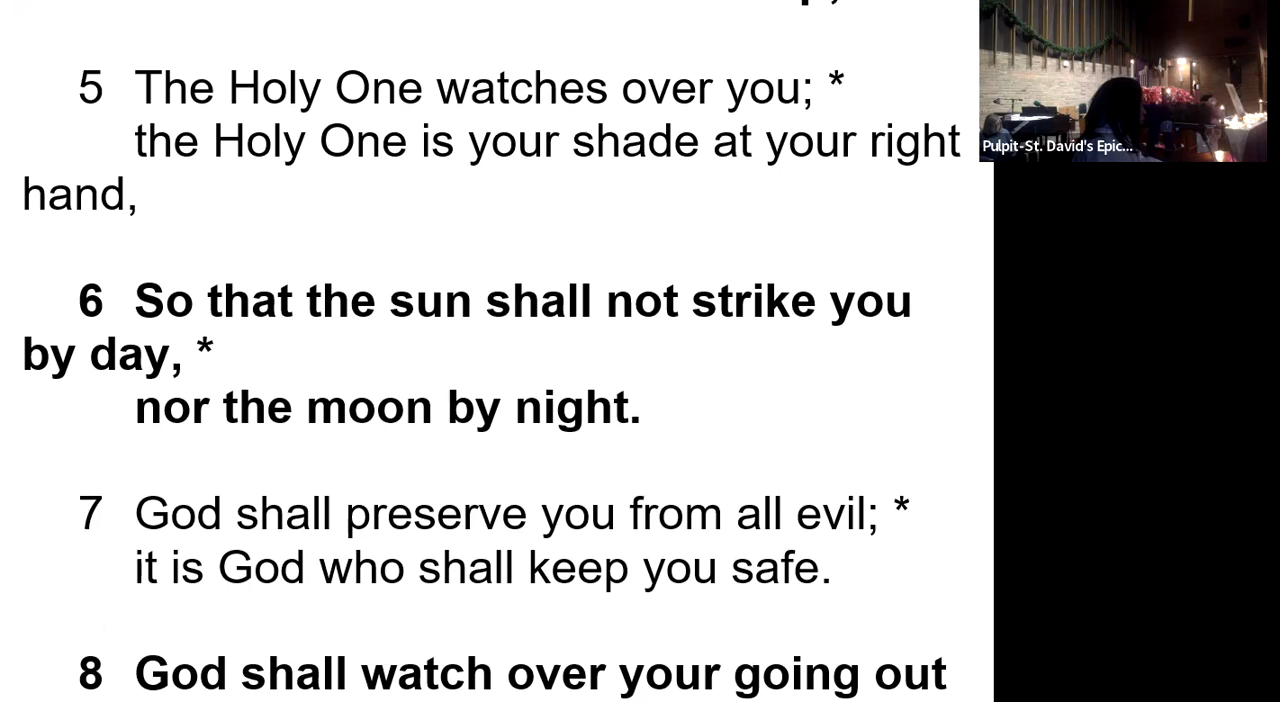 5 The Holy One watches over you; *
the Holy One is your shade at your right
hand,
6 So that the sun shall not strike you
by day, *
nor the moon by night.
7 God shall preserve you from all evil; *
it is God who shall keep you safe.
8 God shall watch over your going out
Pulpit-St. David's Epic...